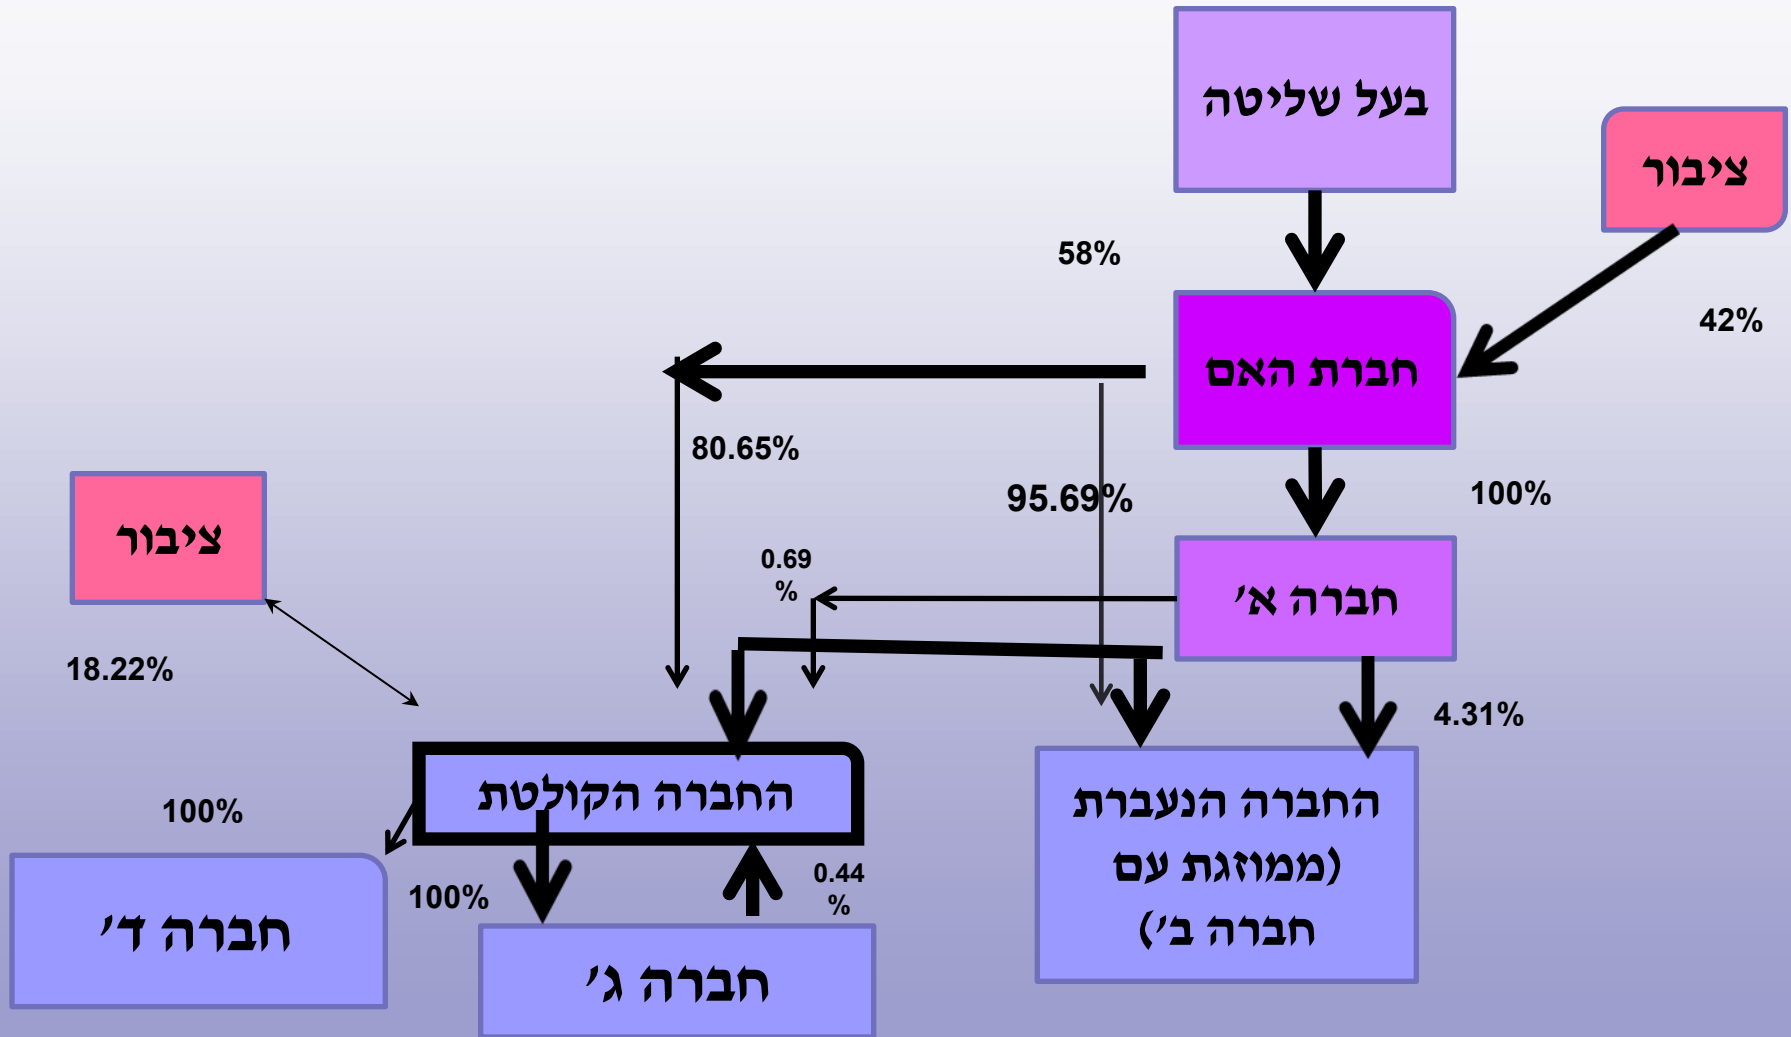 בעל שליטה
ציבור
58%
42%
חברת האם
80.65%
95.69%
100%
ציבור
0.69
%
חברה א׳
18.22%
4.31%
החברה הקולטת
החברה הנעברת
(ממוזגת עם
חברה ב׳)
100%
100%
0.44
%
חברה ד׳
חברה ג׳